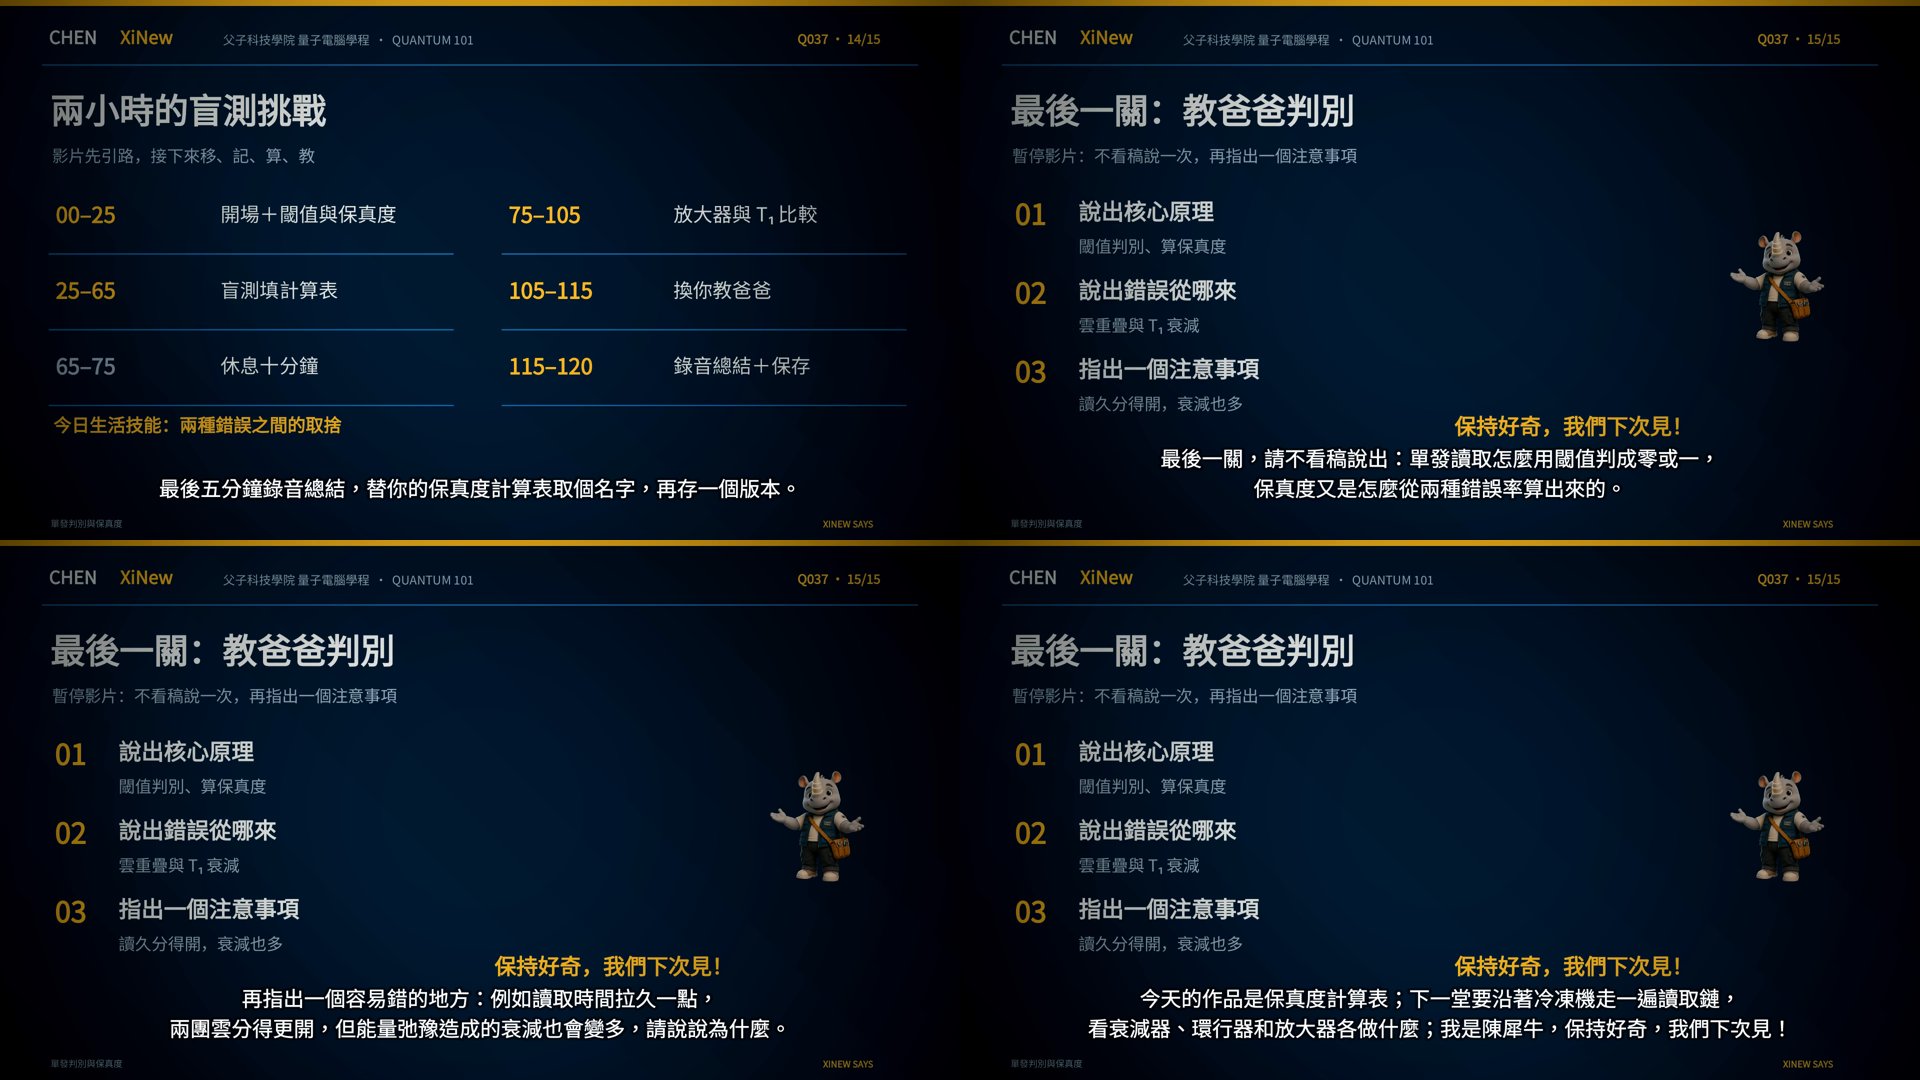 CHEN XiNew 父子科技學院 量子電腦學程 · QUANTUM 101 Q037 · 14/15
兩小時的盲測挑戰
影片先引路，接下來移、記、算、教
00–25 開場＋閾值與保真度
75–105 放大器與 T₁ 比較
25–65 盲測填計算表
105–115 換你教爸爸
65–75 休息十分鐘
115–120 錄音總結＋保存
今日生活技能：兩種錯誤之間的取捨
最後五分鐘錄音總結，替你的保真度計算表取個名字，再存一個版本。
單發判別與保真度 XINEW SAYS
CHEN XiNew 父子科技學院 量子電腦學程 · QUANTUM 101 Q037 · 15/15
最後一關：教爸爸判別
暫停影片：不看稿說一次，再指出一個注意事項
01 說出核心原理
閾值判別、算保真度
02 說出錯誤從哪來
雲重疊與 T₁ 衰減
03 指出一個注意事項
讀久分得開，衰減也多
保持好奇，我們下次見！
最後一關，請不看稿說出：單發讀取怎麼用閾值判成零或一，
保真度又是怎麼從兩種錯誤率算出來的。
單發判別與保真度 XINEW SAYS
CHEN XiNew 父子科技學院 量子電腦學程 · QUANTUM 101 Q037 · 15/15
最後一關：教爸爸判別
暫停影片：不看稿說一次，再指出一個注意事項
01 說出核心原理
閾值判別、算保真度
02 說出錯誤從哪來
雲重疊與 T₁ 衰減
03 指出一個注意事項
讀久分得開，衰減也多
保持好奇，我們下次見！
再指出一個容易錯的地方：例如讀取時間拉久一點，
兩團雲分得更開，但能量弛豫造成的衰減也會變多，請說說為什麼。
單發判別與保真度 XINEW SAYS
CHEN XiNew 父子科技學院 量子電腦學程 · QUANTUM 101 Q037 · 15/15
最後一關：教爸爸判別
暫停影片：不看稿說一次，再指出一個注意事項
01 說出核心原理
閾值判別、算保真度
02 說出錯誤從哪來
雲重疊與 T₁ 衰減
03 指出一個注意事項
讀久分得開，衰減也多
保持好奇，我們下次見！
今天的作品是保真度計算表；下一堂要沿著冷凍機走一遍讀取鏈，
看衰減器、環行器和放大器各做什麼；我是陳犀牛，保持好奇，我們下次見！
單發判別與保真度 XINEW SAYS